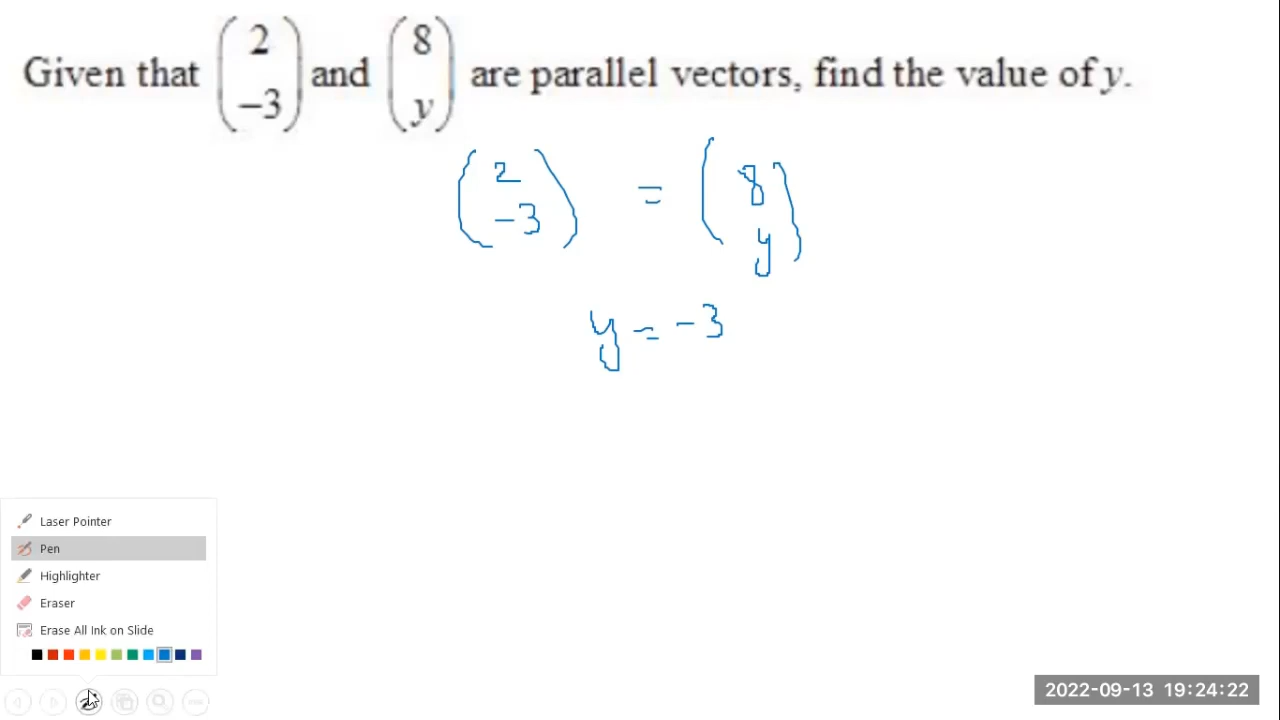 Given that (2 −3) and (8 y) are parallel vectors, find the value of y.
(2 −3) = (8 y)
y = −3
Laser Pointer
Pen
Highlighter
Eraser
Erase All Ink on Slide
2022-09-13 19:24:22